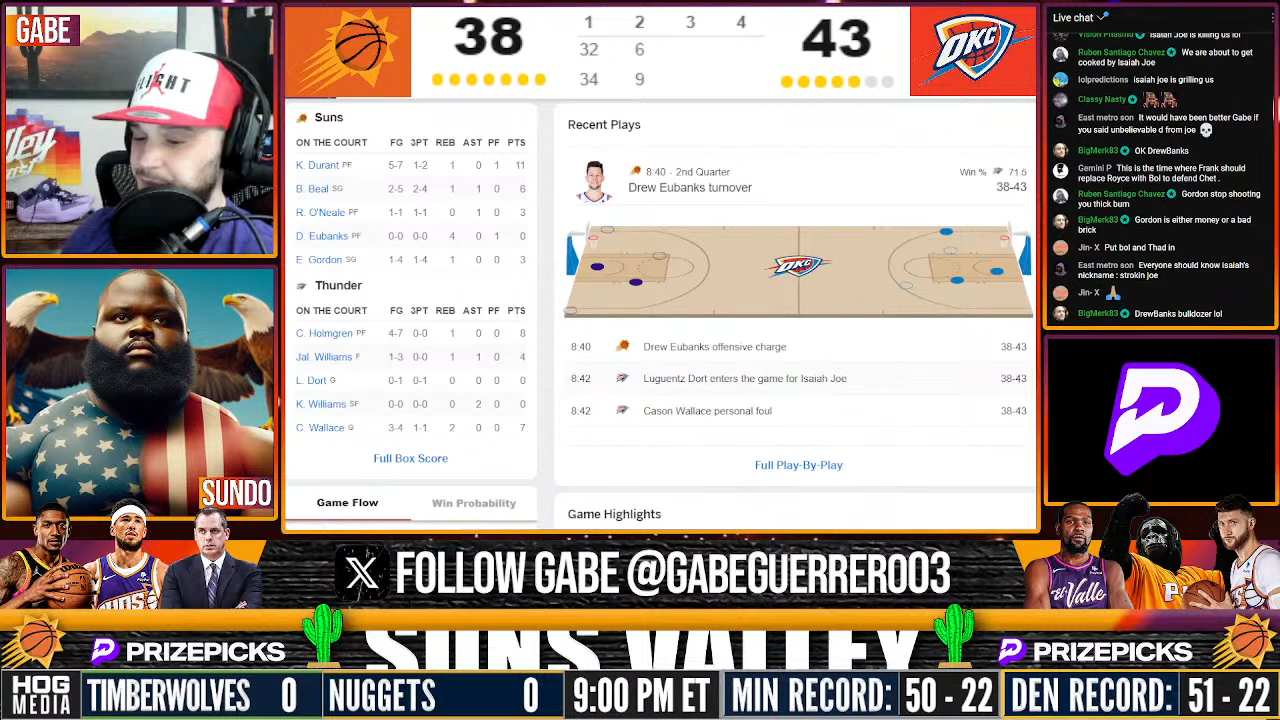 GABE
FLIGHT
SUNDO
38
1 2 3 4
32 6
34 9
43
OKC
Suns
ON THE COURT FG 3PT REB AST PF PTS
K. Durant PF 5-7 1-2 1 0 1 11
B. Beal SG 2-5 2-4 1 1 0 6
R. O'Neale PF 1-1 1-1 0 1 0 3
D. Eubanks PF 0-0 0-0 4 0 1 0
E. Gordon SG 1-4 1-4 1 0 0 3
Thunder
ON THE COURT FG 3PT REB AST PF PTS
C. Holmgren PF 4-7 0-0 1 0 0 8
Jal. Williams F 1-3 0-0 1 1 0 4
L. Dort G 0-1 0-1 0 0 0 0
K. Williams SF 0-0 0-0 0 2 0 0
C. Wallace G 3-4 1-1 2 0 0 7
Full Box Score
Game Flow Win Probability
Recent Plays
8:40 - 2nd Quarter
Drew Eubanks turnover
Win % 71.5
38-43
OKC
8:40 Drew Eubanks offensive charge 38-43
8:42 Luguentz Dort enters the game for Isaiah Joe 38-43
8:42 Cason Wallace personal foul 38-43
Full Play-By-Play
Game Highlights
Live chat
Isaiah Joe is killing us lol
Ruben Santiago Chavez We are about to
get cooked by Isaiah Joe
lolpredictions isaiah joe is grilling us
Classy Nasty
East metro son It would have been better Gabe if
you said unbelievable d from joe 💀
BigMerk83 OK DrewBanks
Gemini P This is the time where Frank should
replace Royce with Bol to defend Chet .
Ruben Santiago Chavez Gordon stop shooting
you thick bum
BigMerk83 Gordon is either money or a bad
brick
Jin- X Put bol and Thad in
East metro son Everyone should know isaiah's
nickname : strokin joe
Jin- X 🙏
BigMerk83 DrewBanks bulldozer lol
FOLLOW GABE @GABEGUERRERO03
El Valle
PRIZEPICKS
SUNS VALLEY
PRIZEPICKS
HOG
MEDIA
TIMBERWOLVES 0 NUGGETS 0 9:00 PM ET MIN RECORD: 50 - 22 DEN RECORD: 51 - 22